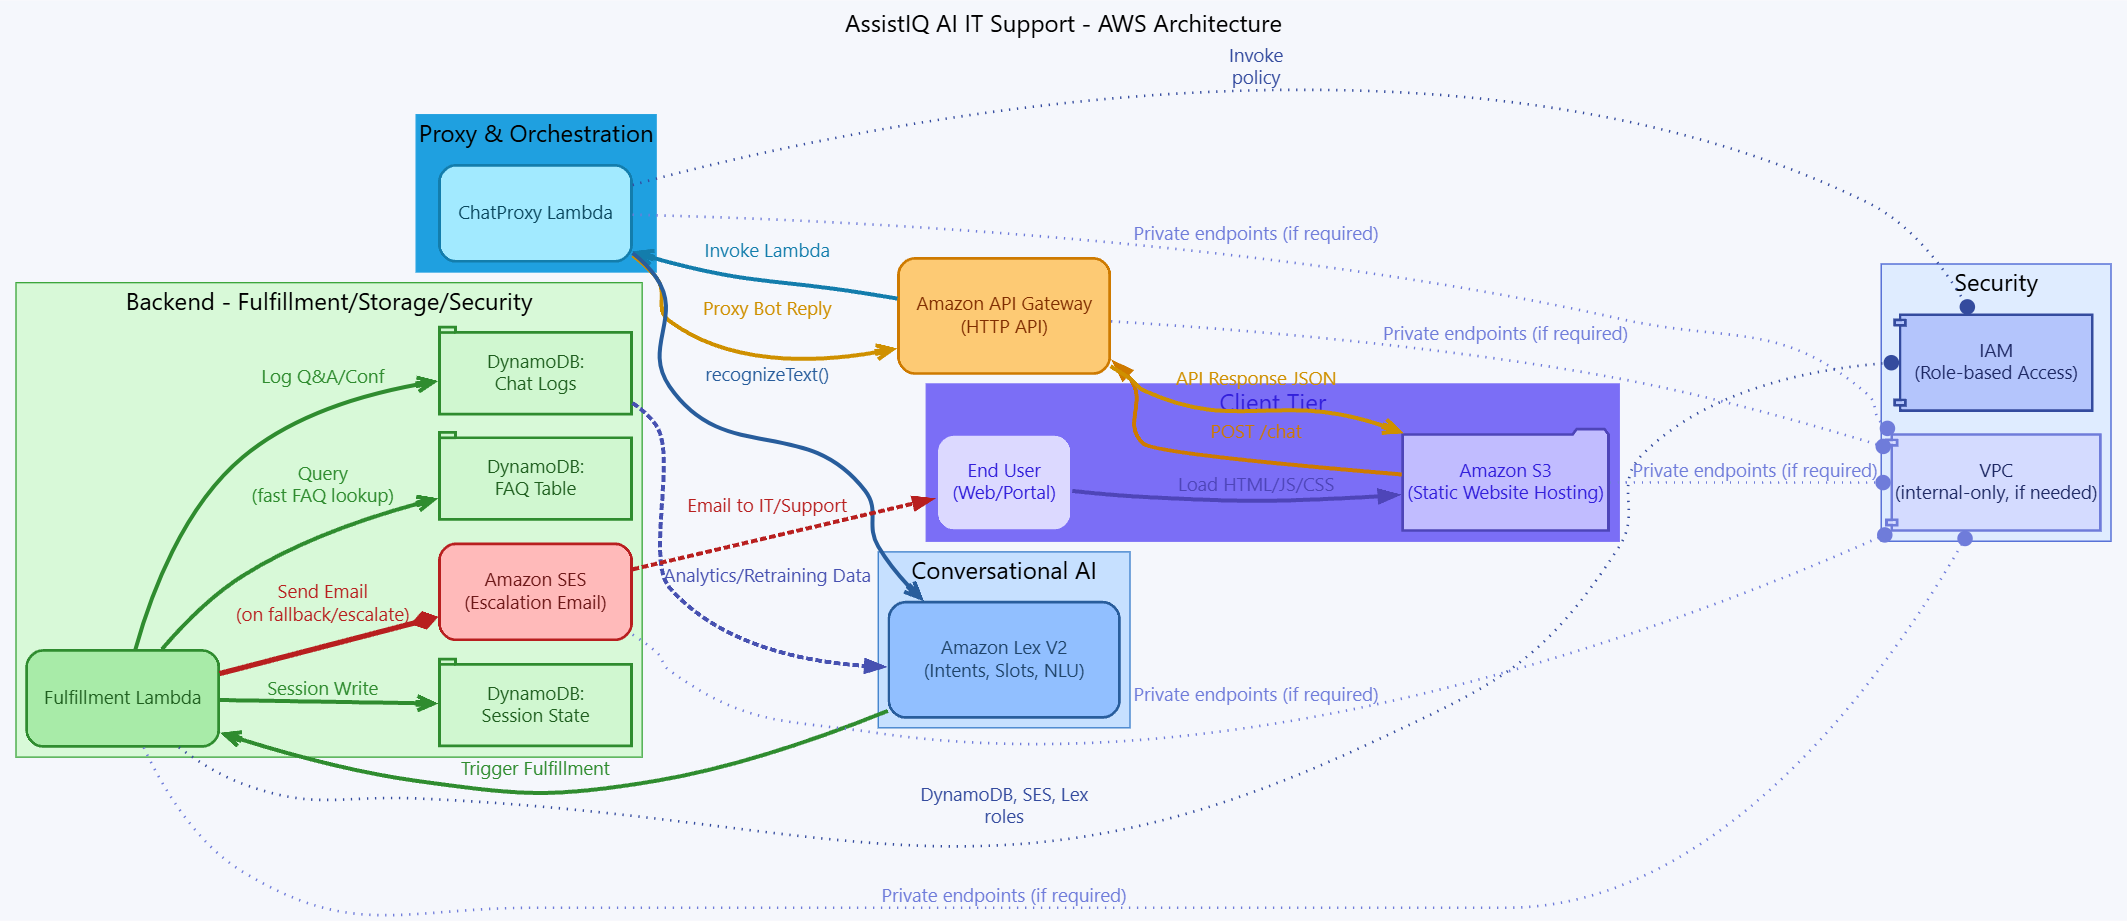 AssistIQ AI IT Support - AWS Architecture
Invoke
policy
Proxy & Orchestration
ChatProxy Lambda
Invoke Lambda
Proxy Bot Reply
recognizeText()
Amazon API Gateway
(HTTP API)
Private endpoints (if required)
Private endpoints (if required)
Security
IAM
(Role-based Access)
VPC
(internal-only, if needed)
Private endpoints (if required)
Backend - Fulfillment/Storage/Security
DynamoDB:
Chat Logs
Log Q&A/Conf
DynamoDB:
FAQ Table
Query
(fast FAQ lookup)
Amazon SES
(Escalation Email)
Send Email
(on fallback/escalate)
Fulfillment Lambda
Session Write
DynamoDB:
Session State
Trigger Fulfillment
API Response JSON
Client Tier
POST /chat
End User
(Web/Portal)
Load HTML/JS/CSS
Amazon S3
(Static Website Hosting)
Email to IT/Support
Analytics/Retraining Data
Conversational AI
Amazon Lex V2
(Intents, Slots, NLU)
Private endpoints (if required)
DynamoDB, SES, Lex
roles
Private endpoints (if required)